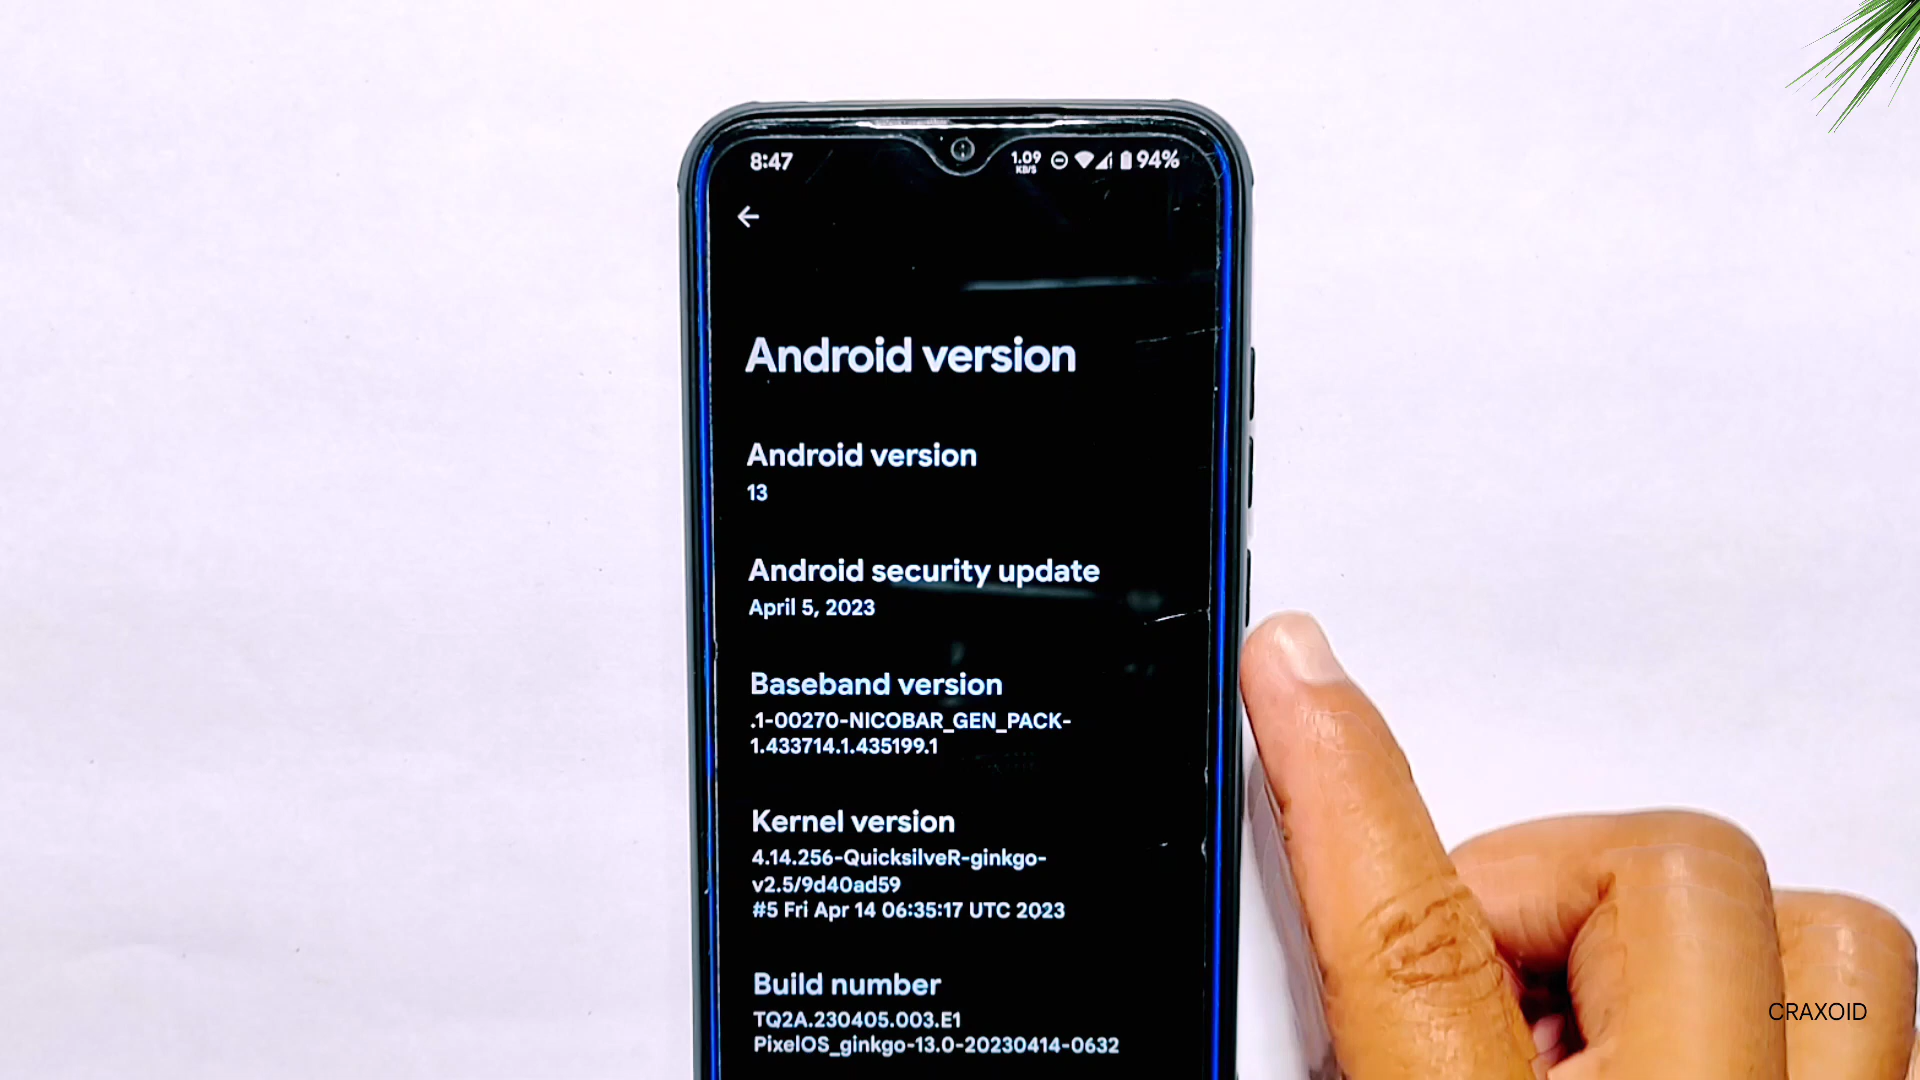 8:47
1.09
KB/S
94%
Android version
Android version
13
Android security update
April 5, 2023
Baseband version
.1-00270-NICOBAR_GEN_PACK-
1.433714.1.435199.1
Kernel version
4.14.256-QuicksilveR-ginkgo-
v2.5/9d40ad59
#5 Fri Apr 14 06:35:17 UTC 2023
Build number
TQ2A.230405.003.E1
PixelOS_ginkgo-13.0-20230414-0632
CRAXOID